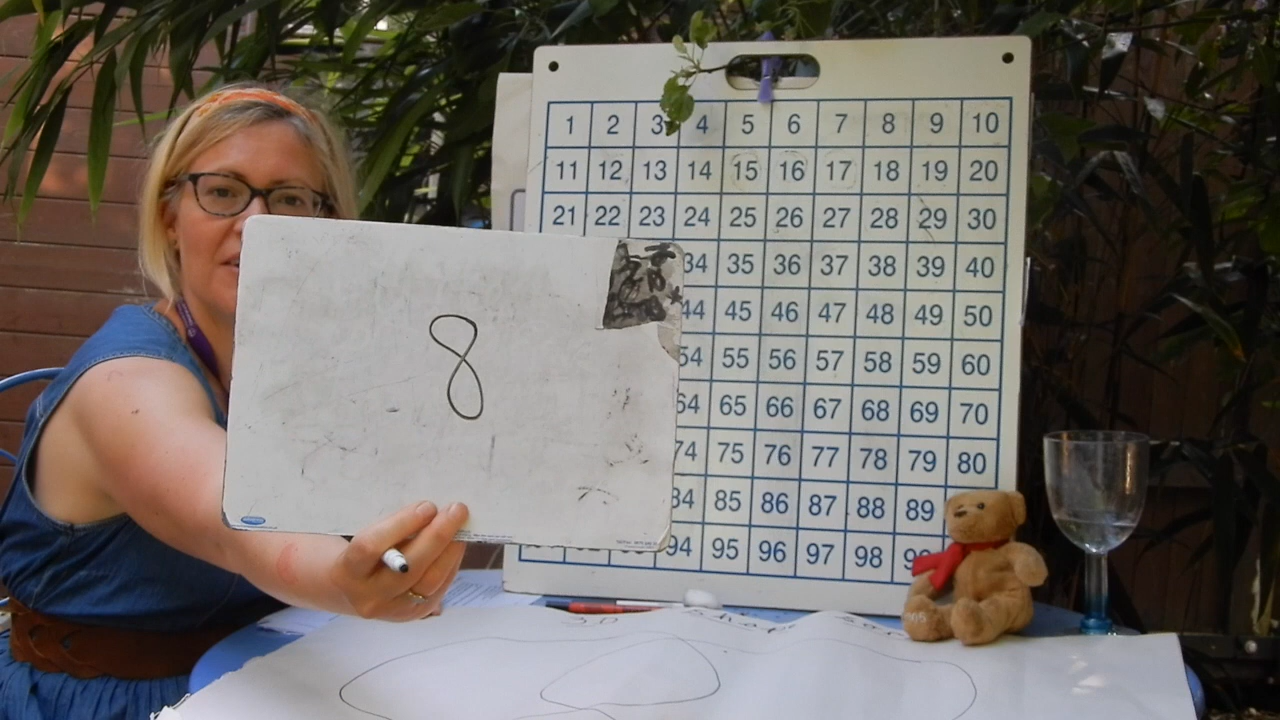 1 2 3 4 5 6 7 8 9 10
11 12 13 14 15 16 17 18 19 20
21 22 23 24 25 26 27 28 29 30
34 35 36 37 38 39 40
44 45 46 47 48 49 50
54 55 56 57 58 59 60
64 65 66 67 68 69 70
74 75 76 77 78 79 80
84 85 86 87 88 89
94 95 96 97 98
8
3D Shape